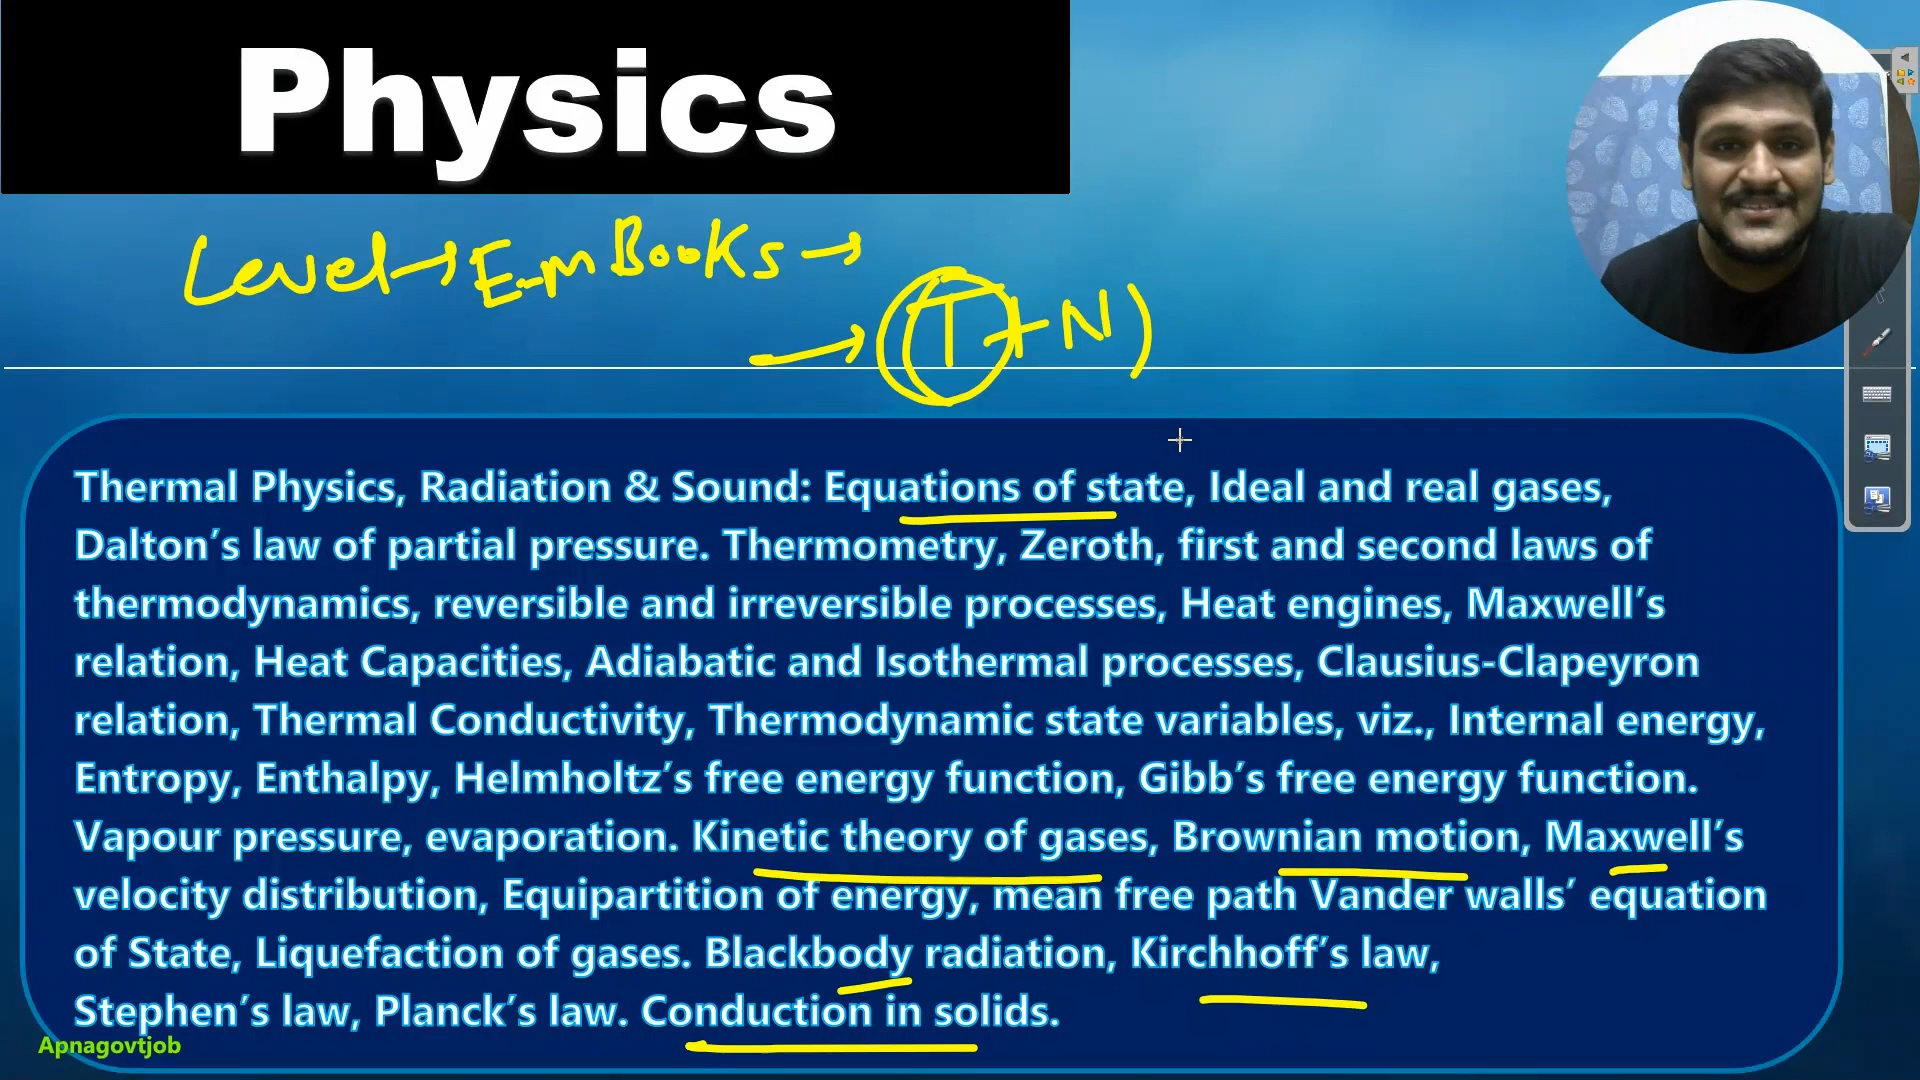 Physics
Level → E-m Books →
→ (T + N)
Thermal Physics, Radiation & Sound: Equations of state, Ideal and real gases,
Dalton’s law of partial pressure. Thermometry, Zeroth, first and second laws of
thermodynamics, reversible and irreversible processes, Heat engines, Maxwell’s
relation, Heat Capacities, Adiabatic and Isothermal processes, Clausius-Clapeyron
relation, Thermal Conductivity, Thermodynamic state variables, viz., Internal energy,
Entropy, Enthalpy, Helmholtz’s free energy function, Gibb’s free energy function.
Vapour pressure, evaporation. Kinetic theory of gases, Brownian motion, Maxwell’s
velocity distribution, Equipartition of energy, mean free path Vander walls’ equation
of State, Liquefaction of gases. Blackbody radiation, Kirchhoff’s law,
Stephen’s law, Planck’s law. Conduction in solids.
Apnagovtjob